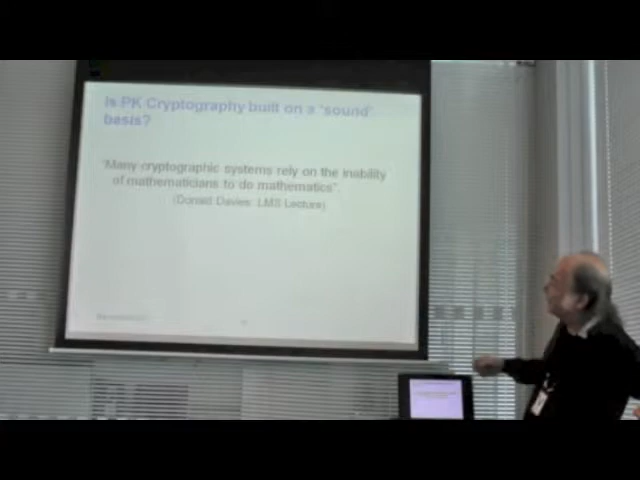 Is PK Cryptography built on a 'sound'
basis?
"Many cryptographic systems rely on the inability
of mathematicians to do mathematics".
(Donald Davies: LMS Lecture)